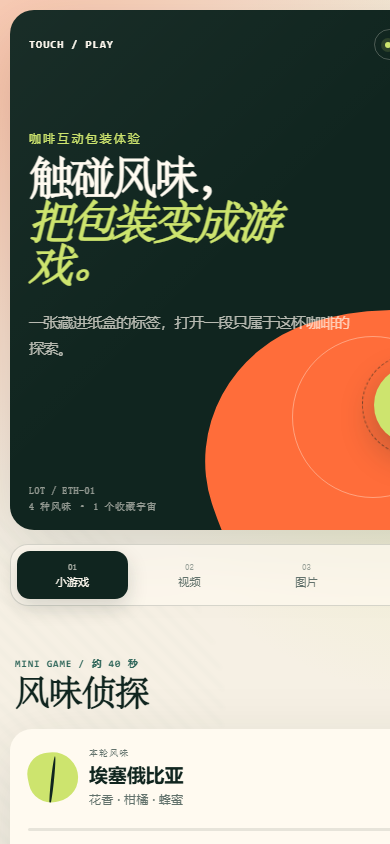 TOUCH / PLAY
咖啡互动包装体验
触碰风味，
把包装变成游
戏。
一张藏进纸盒的标签，打开一段只属于这杯咖啡的
探索。
LOT / ETH-01
4 种风味 · 1 个收藏宇宙
01
小游戏
02
视频
03
图片
MINI GAME / 约 40 秒
风味侦探
本轮风味
埃塞俄比亚
花香 · 柑橘 · 蜂蜜